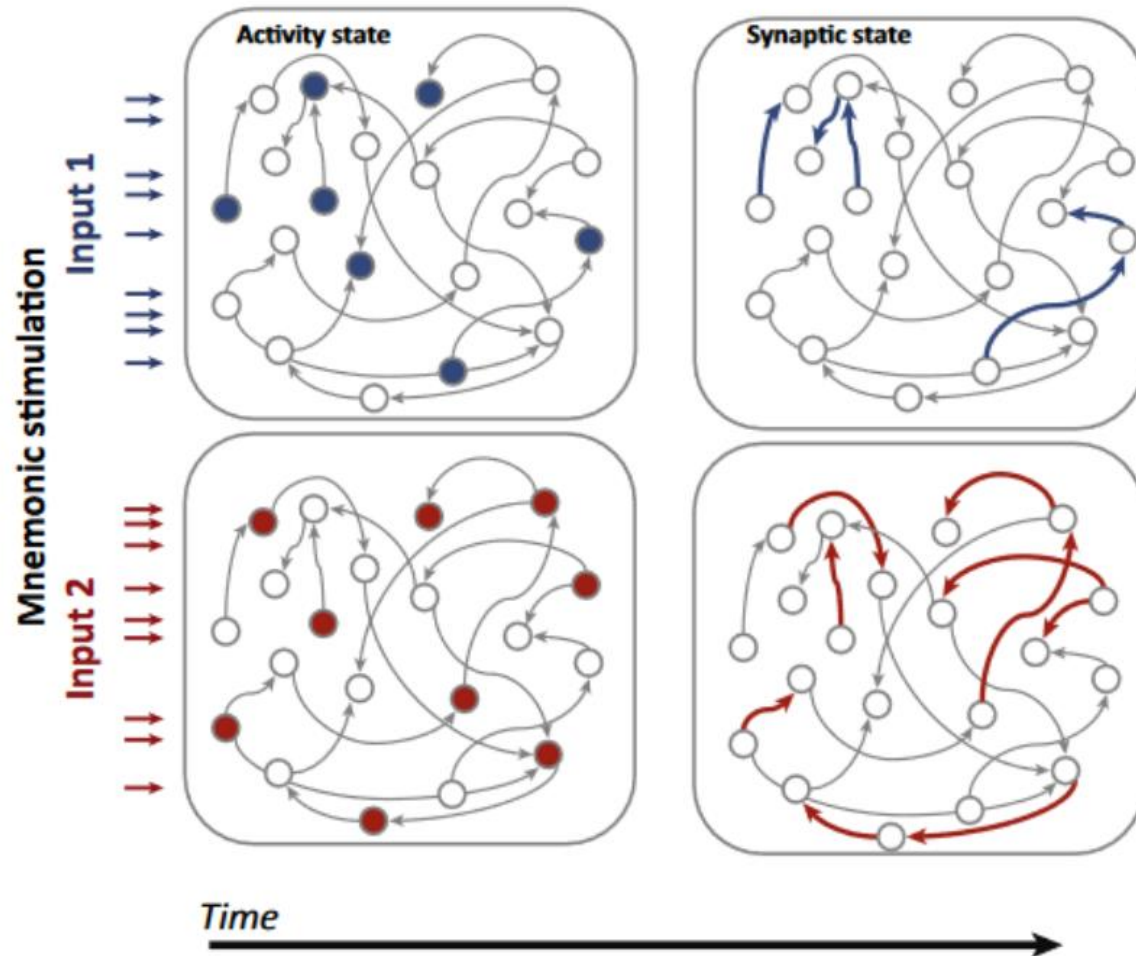 Activity state
Synaptic state
Mnemonic stimulation
Input 1
Input 2
Time